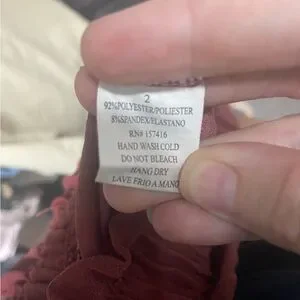 2
92%POLYESTER/POLIESTER
8%SPANDEX/ELASTANO
RN# 157416
HAND WASH COLD
DO NOT BLEACH
HANG DRY
LAVE FRIO A MANO